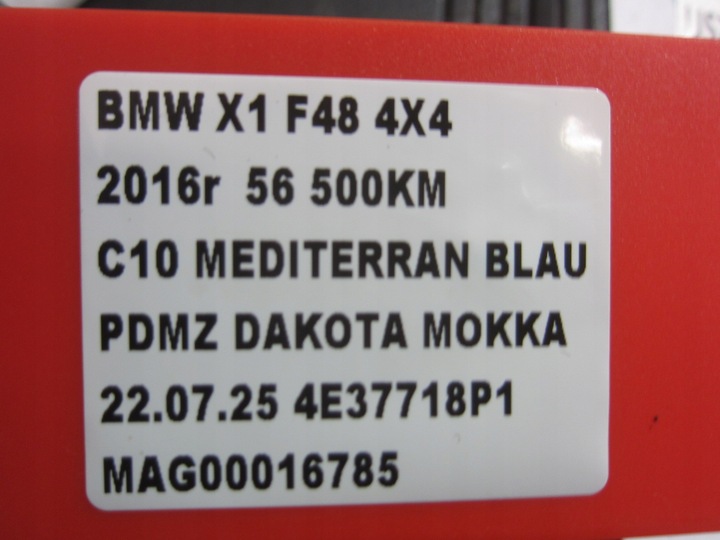 BMW X1 F48 4X4
2016r 56 500KM
C10 MEDITERRAN BLAU
PDMZ DAKOTA MOKKA
22.07.25 4E37718P1
MAG00016785